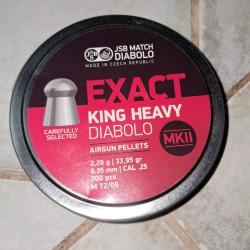 JSB
JSB MATCH
DIABOLO
MADE IN CZECH REPUBLIC
EXACT
KING HEAVY
DIABOLO
MKII
CAREFULLY
SELECTED
AIRGUN PELLETS
2,20 g | 33,95 gr
6,35 mm | CAL .25
300 pcs
M 72/09